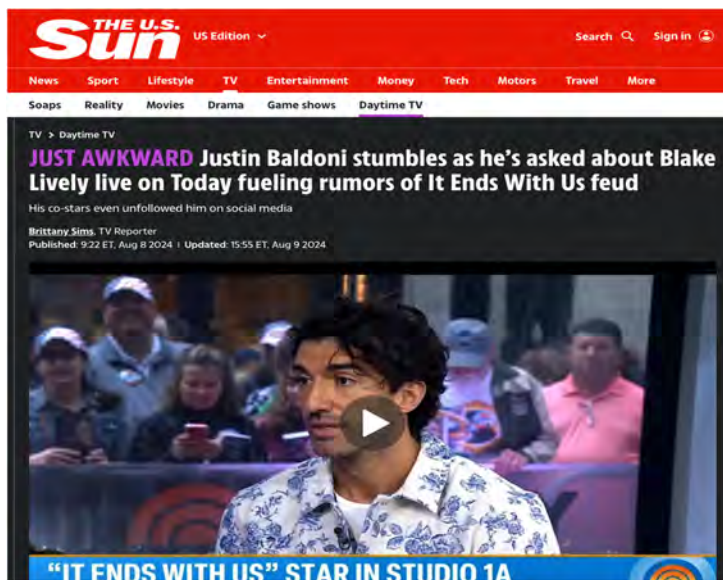 THE U.S.
Sun
US Edition
Search
Sign in
News Sport Lifestyle TV Entertainment Money Tech Motors Travel More
Soaps Reality Movies Drama Game shows Daytime TV
TV > Daytime TV
JUST AWKWARD Justin Baldoni stumbles as he's asked about Blake
Lively live on Today fueling rumors of It Ends With Us feud
His co-stars even unfollowed him on social media
Brittany Sims, TV Reporter
Published: 9:22 ET, Aug 8 2024 | Updated: 15:55 ET, Aug 9 2024
"IT ENDS WITH US" STAR IN STUDIO 1A